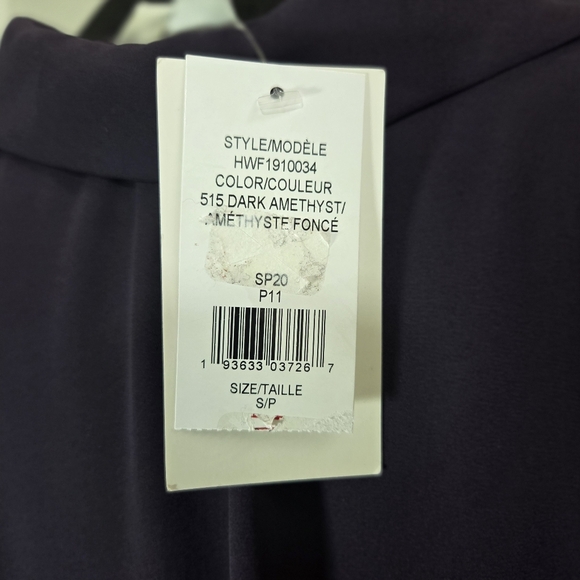 STYLE/MODÈLE
HWF1910034
COLOR/COULEUR
515 DARK AMETHYST/
AMÉTHYSTE FONCÉ
SP20
P11
1 93633 03726 7
SIZE/TAILLE
S/P